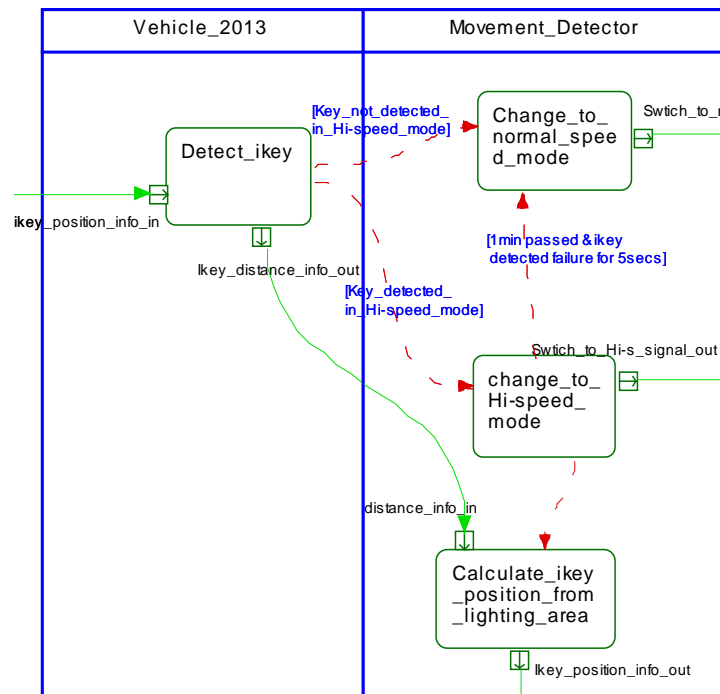 Vehicle_2013
Movement_Detector
[Key_not_detected_
in_Hi-speed_mode]
Change_to_
normal_spee
d_mode
Swtich_to_
Detect_ikey
ikey_position_info_in
Ikey_distance_info_out
[1min passed & ikey
detected failure for 5secs]
[Key_detected_
in_Hi-speed_mode]
Swtich_to_Hi-s_signal_out
change_to_
Hi-speed_
mode
distance_info_in
Calculate_ikey
_position_from
_lighting_area
Ikey_position_info_out